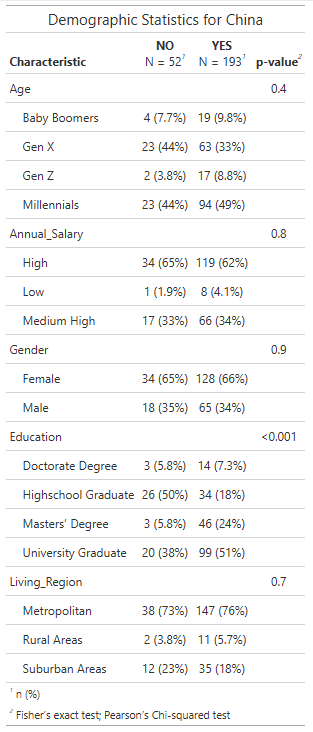 Demographic Statistics for China
NO YES
Characteristic N = 52¹ N = 193¹ p-value²
Age 0.4
Baby Boomers 4 (7.7%) 19 (9.8%)
Gen X 23 (44%) 63 (33%)
Gen Z 2 (3.8%) 17 (8.8%)
Millennials 23 (44%) 94 (49%)
Annual_Salary 0.8
High 34 (65%) 119 (62%)
Low 1 (1.9%) 8 (4.1%)
Medium High 17 (33%) 66 (34%)
Gender 0.9
Female 34 (65%) 128 (66%)
Male 18 (35%) 65 (34%)
Education <0.001
Doctorate Degree 3 (5.8%) 14 (7.3%)
Highschool Graduate 26 (50%) 34 (18%)
Masters' Degree 3 (5.8%) 46 (24%)
University Graduate 20 (38%) 99 (51%)
Living_Region 0.7
Metropolitan 38 (73%) 147 (76%)
Rural Areas 2 (3.8%) 11 (5.7%)
Suburban Areas 12 (23%) 35 (18%)
¹ n (%)
² Fisher's exact test; Pearson's Chi-squared test